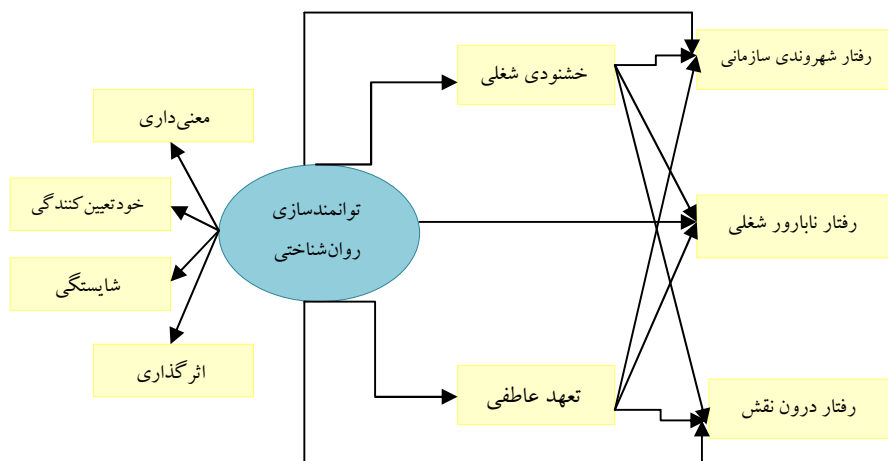 رفتار شهروندی سازمانی
خشنودی شغلی
معنی‌داری
خودتعیین‌کنندگی
توانمندسازی
روان‌شناختی
رفتار نابارور شغلی
شایستگی
اثرگذاری
تعهد عاطفی
رفتار درون نقش